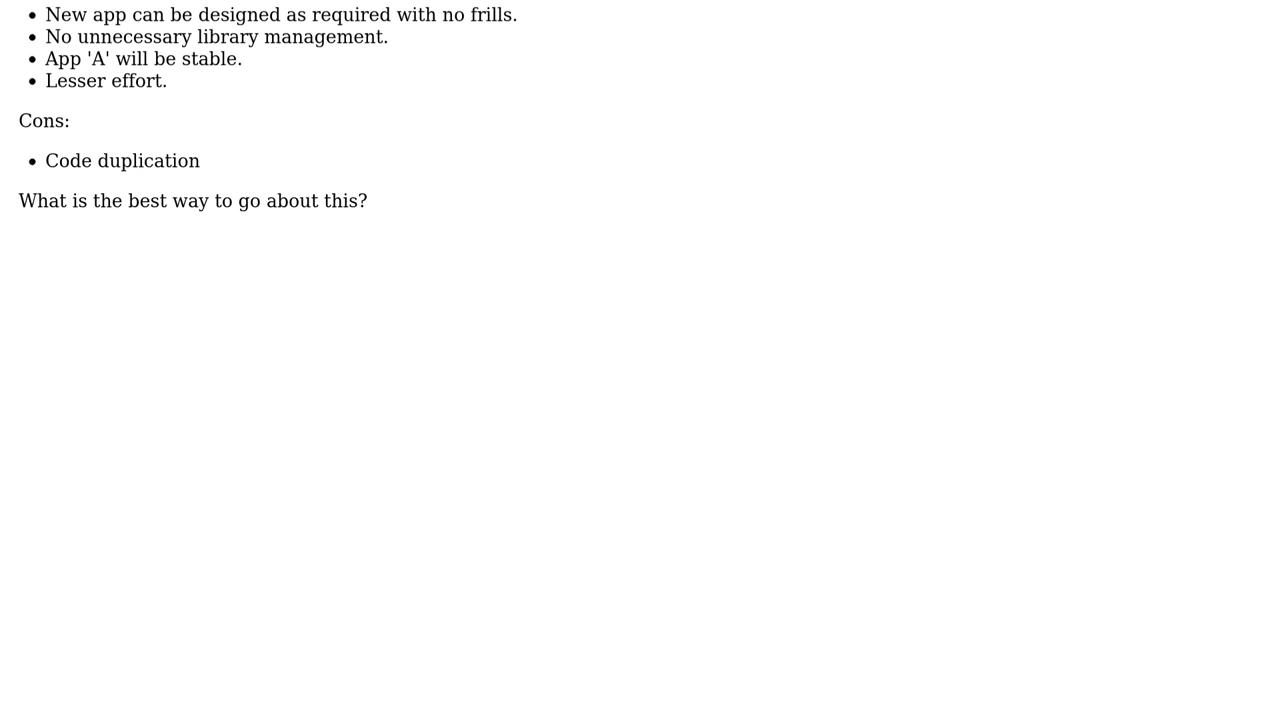 • New app can be designed as required with no frills.
• No unnecessary library management.
• App 'A' will be stable.
• Lesser effort.
Cons:
• Code duplication
What is the best way to go about this?